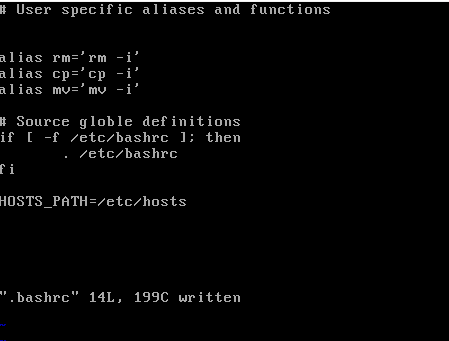 # User specific aliases and functions
alias rm='rm -i'
alias cp='cp -i'
alias mv='mv -i'
# Source globle definitions
if [ -f /etc/bashrc ]; then
. /etc/bashrc
fi
HOSTS_PATH=/etc/hosts
".bashrc" 14L, 199C written